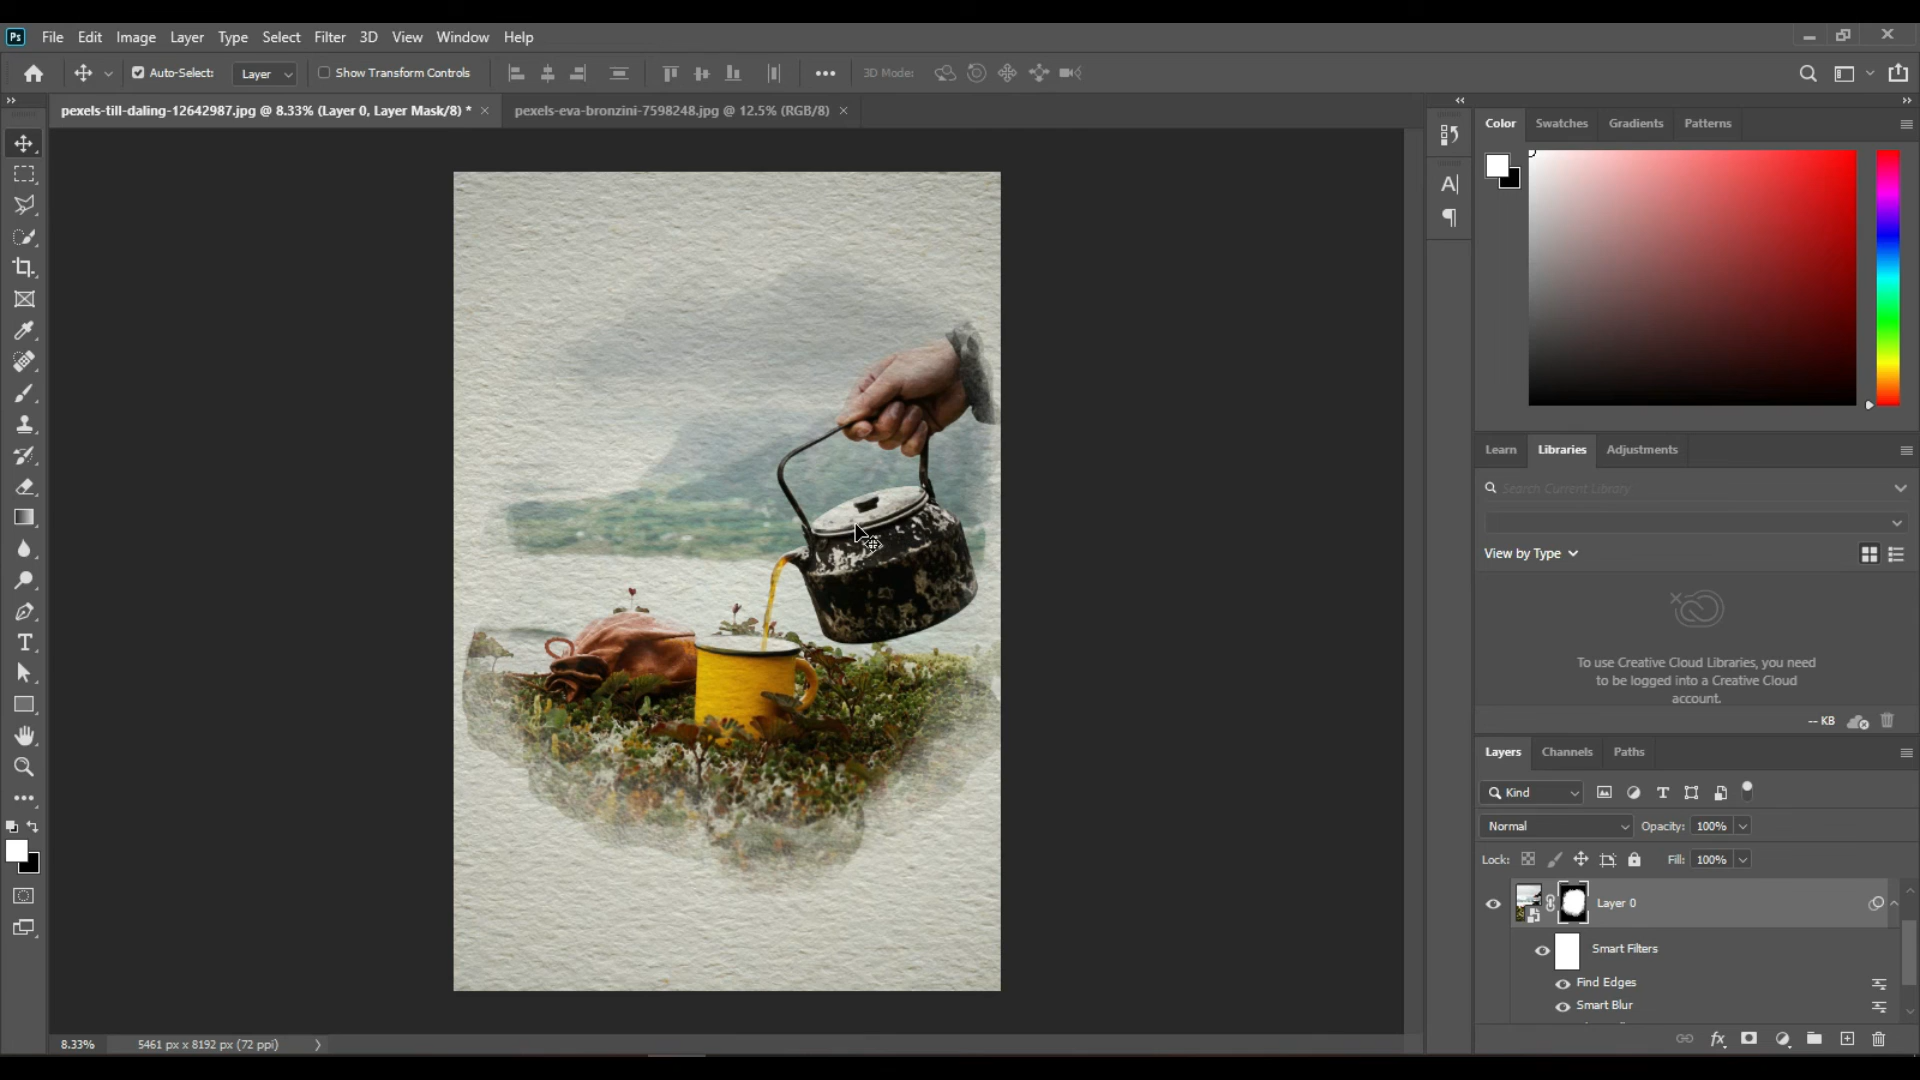 Ps File Edit Image Layer Type Select Filter 3D View Window Help
Auto-Select: Layer Show Transform Controls 3D Mode:
pexels-till-daling-12642987.jpg @ 8.33% (Layer 0, Layer Mask/8) * pexels-eva-bronzini-7598248.jpg @ 12.5% (RGB/8)
Color Swatches Gradients Patterns
Learn Libraries Adjustments
Search Current Library
View by Type
To use Creative Cloud Libraries, you need
to be logged into a Creative Cloud
account.
-- KB
Layers Channels Paths
Kind
Normal Opacity: 100%
Lock: Fill: 100%
Layer 0
Smart Filters
Find Edges
Smart Blur
8.33% 5461 px x 8192 px (72 ppi)